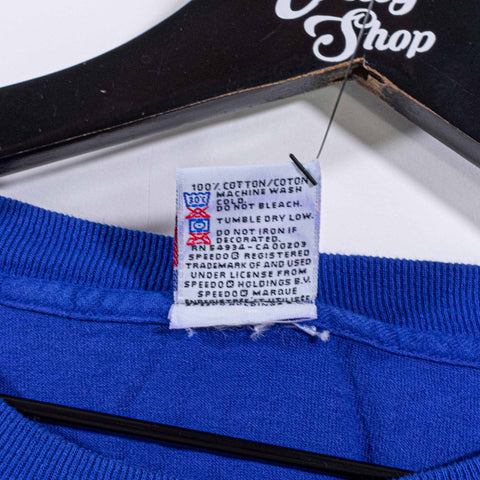 Shop
100% COTTON/COTON
MACHINE WASH
COLD.
30°C
DO NOT BLEACH.
TUMBLE DRY LOW.
DO NOT IRON IF
DECORATED.
RN 54934 - CA 00203
SPEEDO® REGISTERED
TRADEMARK OF AND USED
UNDER LICENSE FROM
SPEEDO® HOLDINGS B.V.
SPEEDO® MARQUE